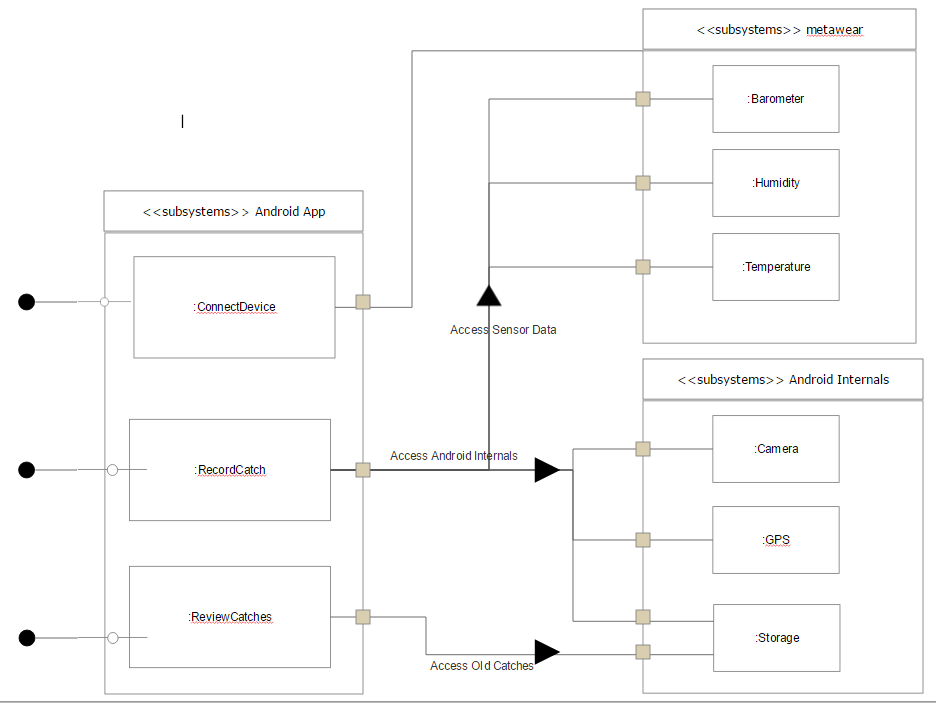 <<subsystems>> metawear
:Barometer
:Humidity
<<subsystems>> Android App
:Temperature
:ConnectDevice
Access Sensor Data
<<subsystems>> Android Internals
Access Android Internals
:Camera
:RecordCatch
:GPS
:ReviewCatches
:Storage
Access Old Catches